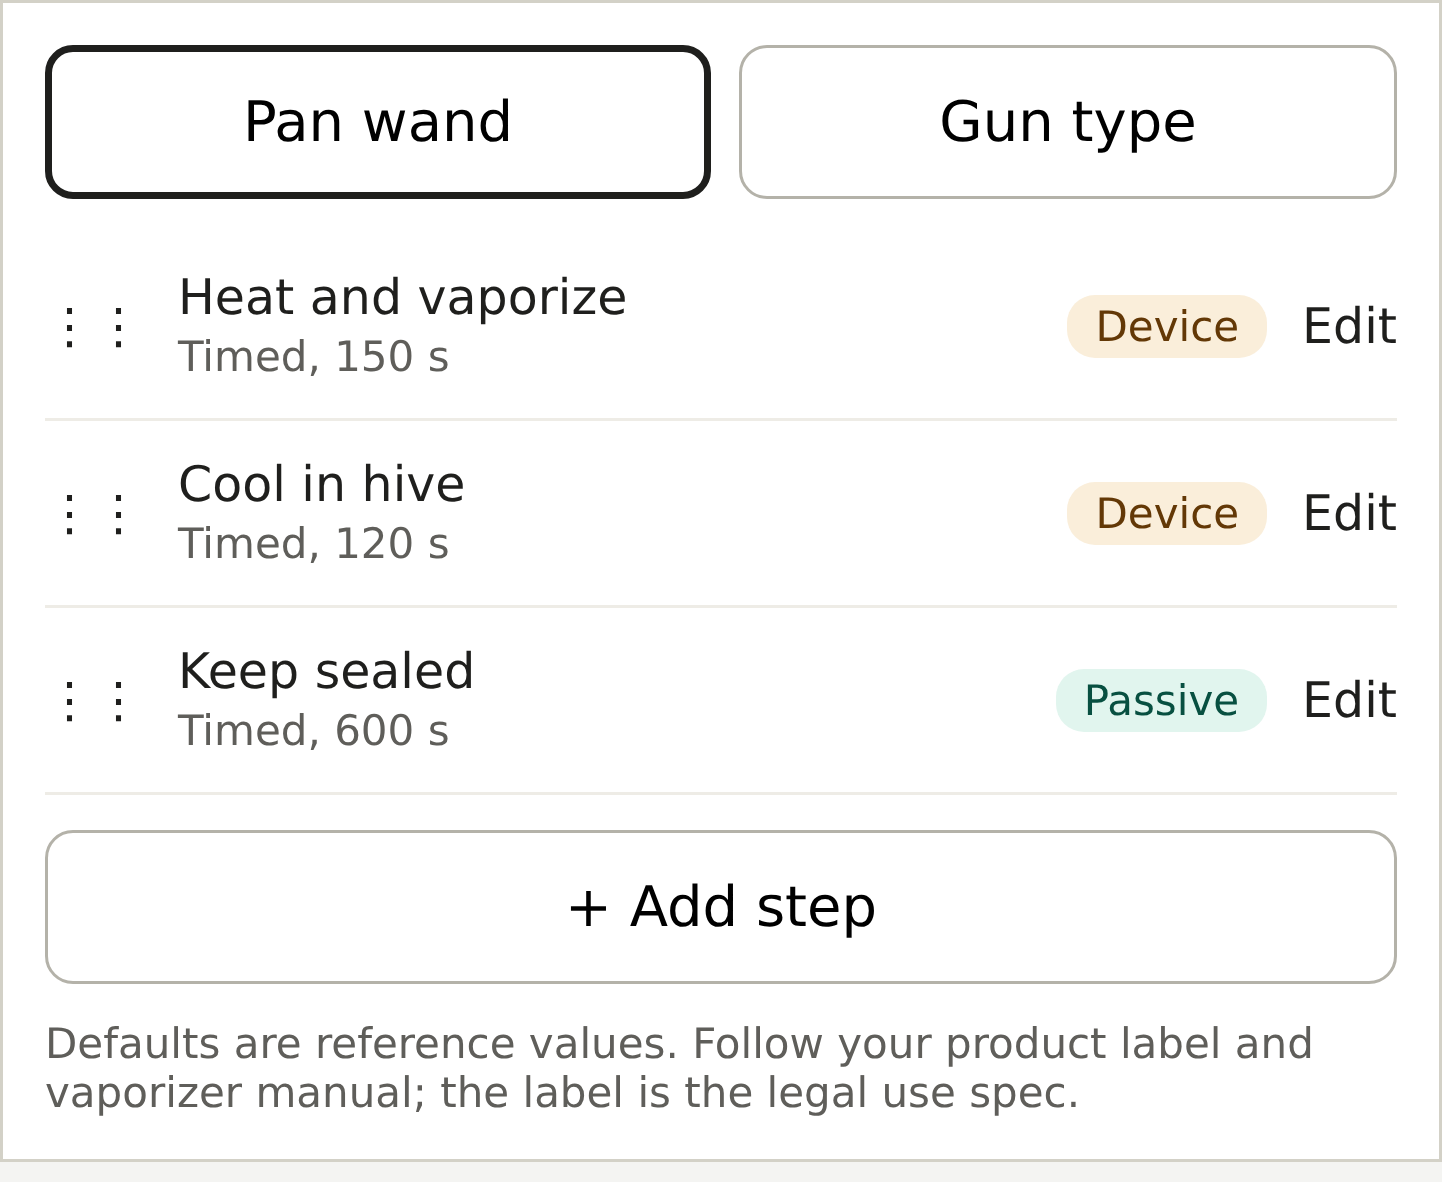 Pan wand
Gun type
Heat and vaporize
Timed, 150 s
Device
Edit
Cool in hive
Timed, 120 s
Device
Edit
Keep sealed
Timed, 600 s
Passive
Edit
+ Add step
Defaults are reference values. Follow your product label and
vaporizer manual; the label is the legal use spec.